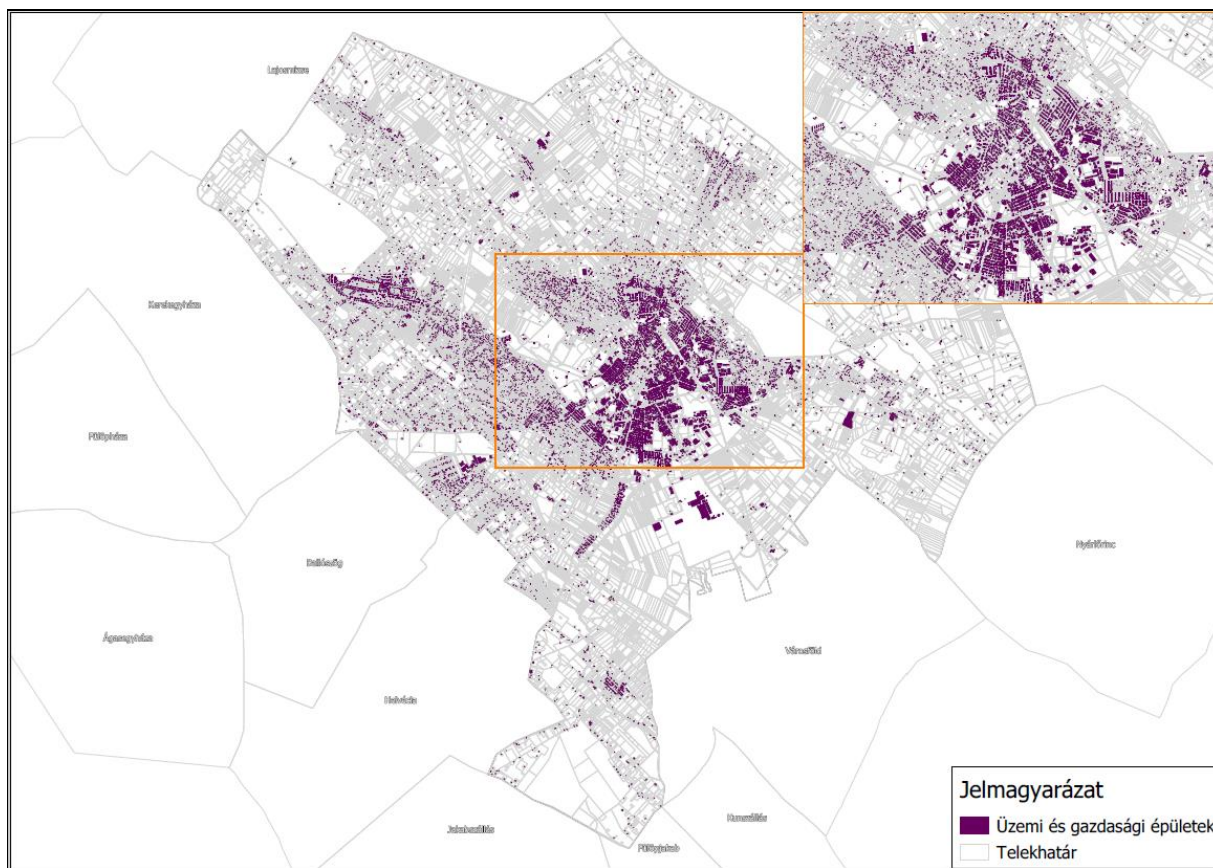 Lajosmizse
Kerekegyháza
Fülöpháza
Ballószög
Nyárlőrinc
Ágasegyháza
Városföld
Helvécia
Kunszállás
Jakabszállás
Fülöpjakab
Jelmagyarázat
Üzemi és gazdasági épületek
Telekhatár